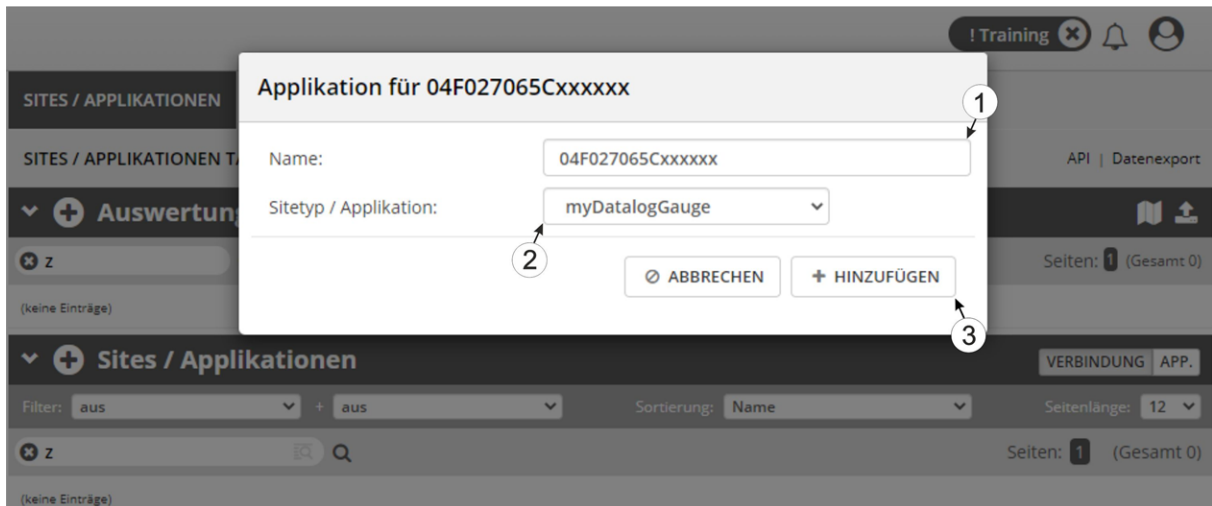 ! Training
Applikation für 04F027065Cxxxxxx
1
SITES / APPLIKATIONEN
SITES / APPLIKATIONEN
Name: 04F027065Cxxxxxx
API | Datenexport
Auswertun
Sitetyp / Applikation: myDatalogGauge
2
z
Seiten: 1 (Gesamt 0)
ABBRECHEN
+ HINZUFÜGEN
(keine Einträge)
3
Sites / Applikationen
VERBINDUNG APP.
Filter: aus + aus Sortierung: Name Seitenlänge: 12
z
Seiten: 1 (Gesamt 0)
(keine Einträge)